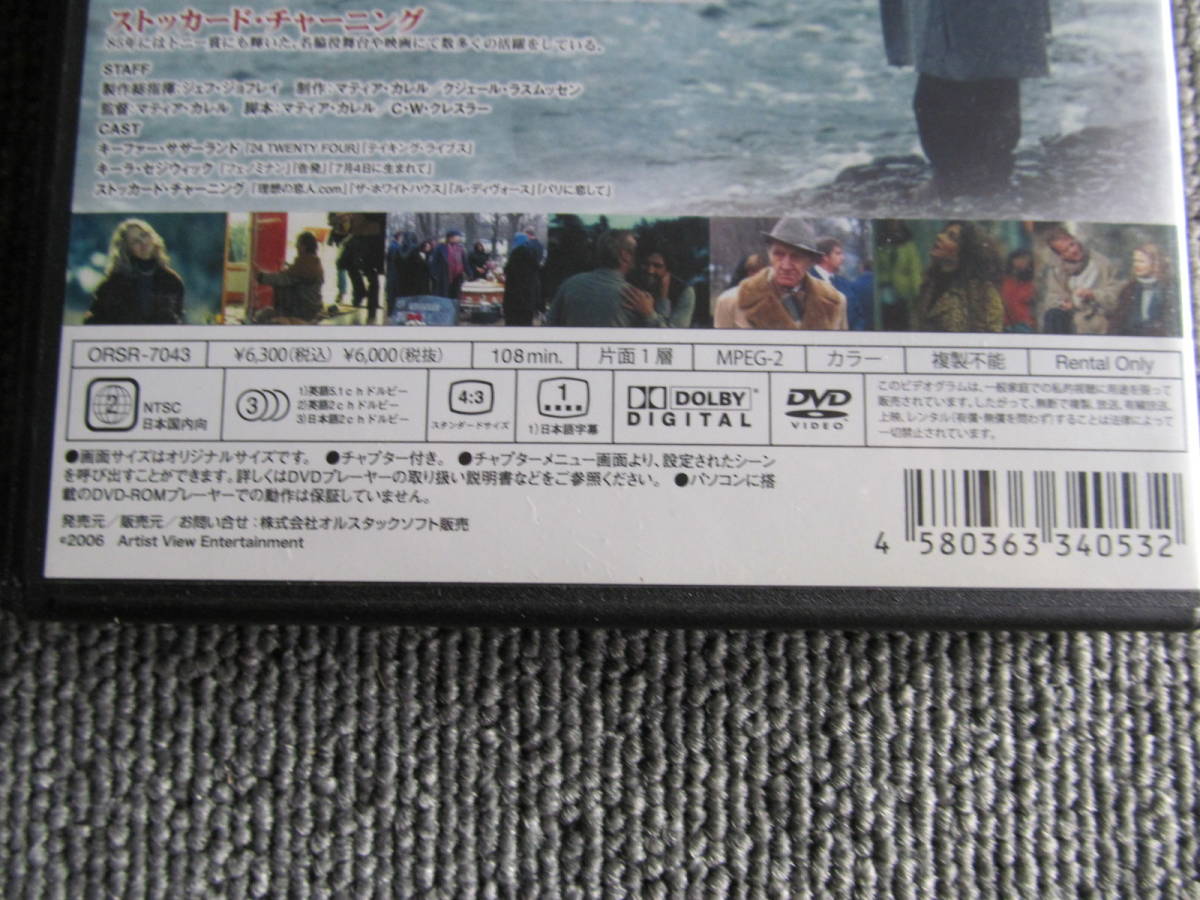 ストッカード・チャーニング
85年にはトニー賞にも輝いた。名脇役舞台や映画にて数多くの活躍をしている。
STAFF
製作総指揮：ジェフ・ジョフレイ 制作：マティア・カレル クジェール・ラスムッセン
監督：マティア・カレル 脚本：マティア・カレル C・W・クレスラー
CAST
キーファー・サザーランド「24 TWENTY FOUR」「テイキング・ライブス」
キーラ・セジウィック「フェノミナン」「告発」「7月4日に生まれて」
ストッカード・チャーニング「理想の恋人.com」「ザ・ホワイトハウス」「ル・ディヴォース」「パリに恋して」
ORSR-7043 ¥6,300（税込） ¥6,000（税抜） 108min. 片面1層 MPEG-2 カラー 複製不能 Rental Only
2 NTSC 日本国内向
3 1)英語5.1chドルビー
2)英語2chドルビー
3)日本語2chドルビー
4:3 スタンダードサイズ
1 1)日本語字幕
DOLBY DIGITAL
DVD VIDEO
このビデオグラムは、一般家庭での私的視聴に用途を限って
販売されています。したがって、無断で複製、放送、有線放送、
上映、レンタル（有償・無償を問わず）することは法律によって
一切禁止されています。
●画面サイズはオリジナルサイズです。 ●チャプター付き。 ●チャプターメニュー画面より、設定されたシーン
を呼び出すことができます。詳しくはDVDプレーヤーの取り扱い説明書などをご参照ください。 ●パソコンに搭
載のDVD-ROMプレーヤーでの動作は保証していません。
発売元／販売元／お問い合せ：株式会社オルスタックソフト販売
©2006 Artist View Entertainment
4 580363 340532